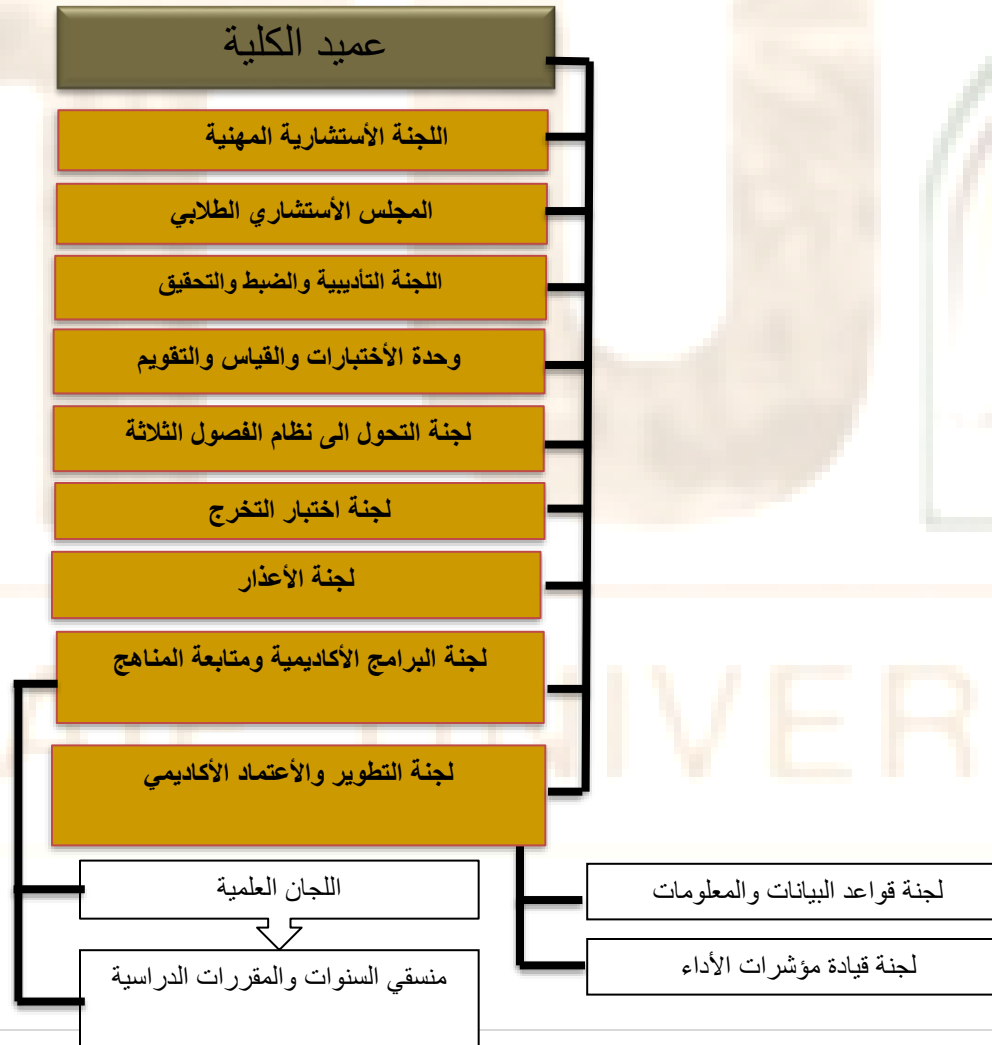 عميد الكلية
اللجنة الأستشارية المهنية
المجلس الأستشاري الطلابي
اللجنة التأديبية والضبط والتحقيق
وحدة الأختبارات والقياس والتقويم
لجنة التحول الى نظام الفصول الثلاثة
لجنة اختبار التخرج
لجنة الأعذار
لجنة البرامج الأكاديمية ومتابعة المناهج
لجنة التطوير والأعتماد الأكاديمي
لجنة قواعد البيانات والمعلومات
لجنة قيادة مؤشرات الأداء
اللجان العلمية
منسقي السنوات والمقررات الدراسية